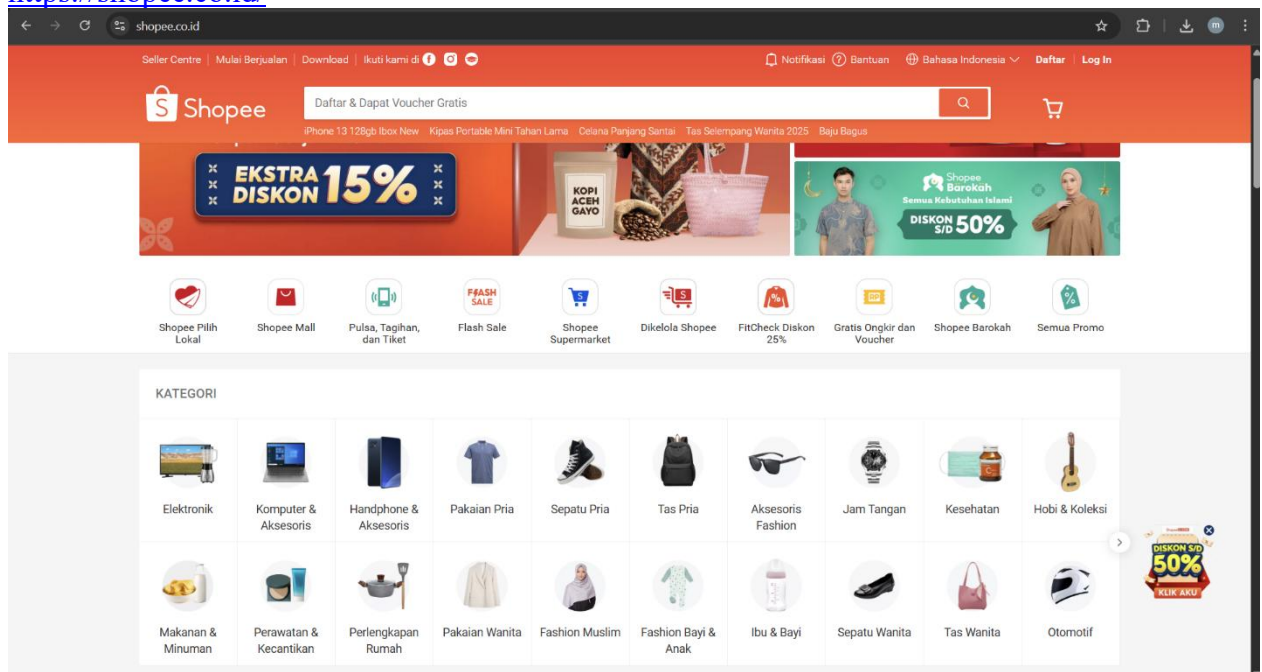 https://shopee.co.id/
shopee.co.id
Seller Centre | Mulai Berjualan | Download | Ikuti kami di
Notifikasi Bantuan Bahasa Indonesia Daftar | Log In
Shopee
Daftar & Dapat Voucher Gratis
iPhone 13 128gb Ibox New Kipas Portable Mini Tahan Lama Celana Panjang Santai Tas Selempang Wanita 2025 Baju Bagus
EKSTRA
DISKON 15%
KOPI
ACEH
GAYO
Shopee
Barokah
Semua Kebutuhan Islami
DISKON
S/D 50%
FLASH
SALE
Shopee Pilih
Lokal
Shopee Mall
Pulsa, Tagihan,
dan Tiket
Flash Sale
Shopee
Supermarket
Dikelola Shopee
FitCheck Diskon
25%
Gratis Ongkir dan
Voucher
Shopee Barokah
Semua Promo
KATEGORI
Elektronik
Komputer &
Aksesoris
Handphone &
Aksesoris
Pakaian Pria
Sepatu Pria
Tas Pria
Aksesoris
Fashion
Jam Tangan
Kesehatan
Hobi & Koleksi
DISKON S/D
50%
KLIK AKU
Makanan &
Minuman
Perawatan &
Kecantikan
Perlengkapan
Rumah
Pakaian Wanita
Fashion Muslim
Fashion Bayi &
Anak
Ibu & Bayi
Sepatu Wanita
Tas Wanita
Otomotif